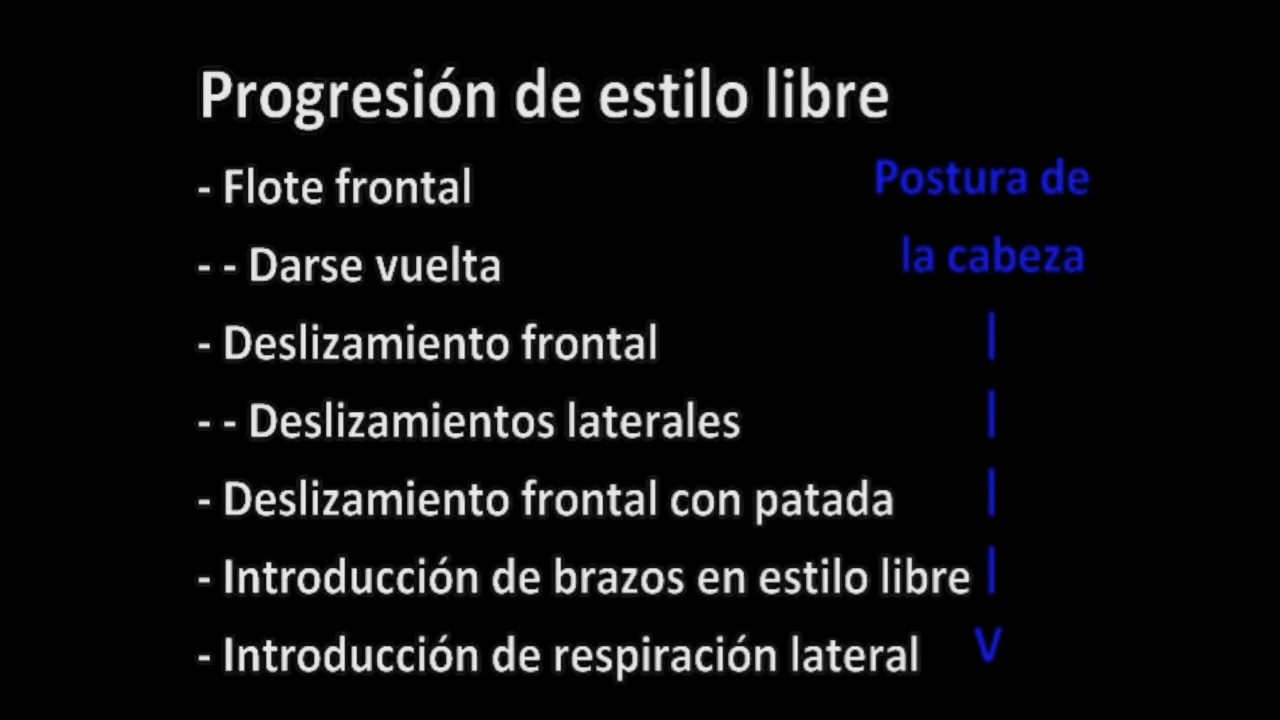 Progresión de estilo libre
- Flote frontal
- - Darse vuelta
- Deslizamiento frontal
- - Deslizamientos laterales
- Deslizamiento frontal con patada
- Introducción de brazos en estilo libre
- Introducción de respiración lateral
Postura de
la cabeza
|
|
|
|
V